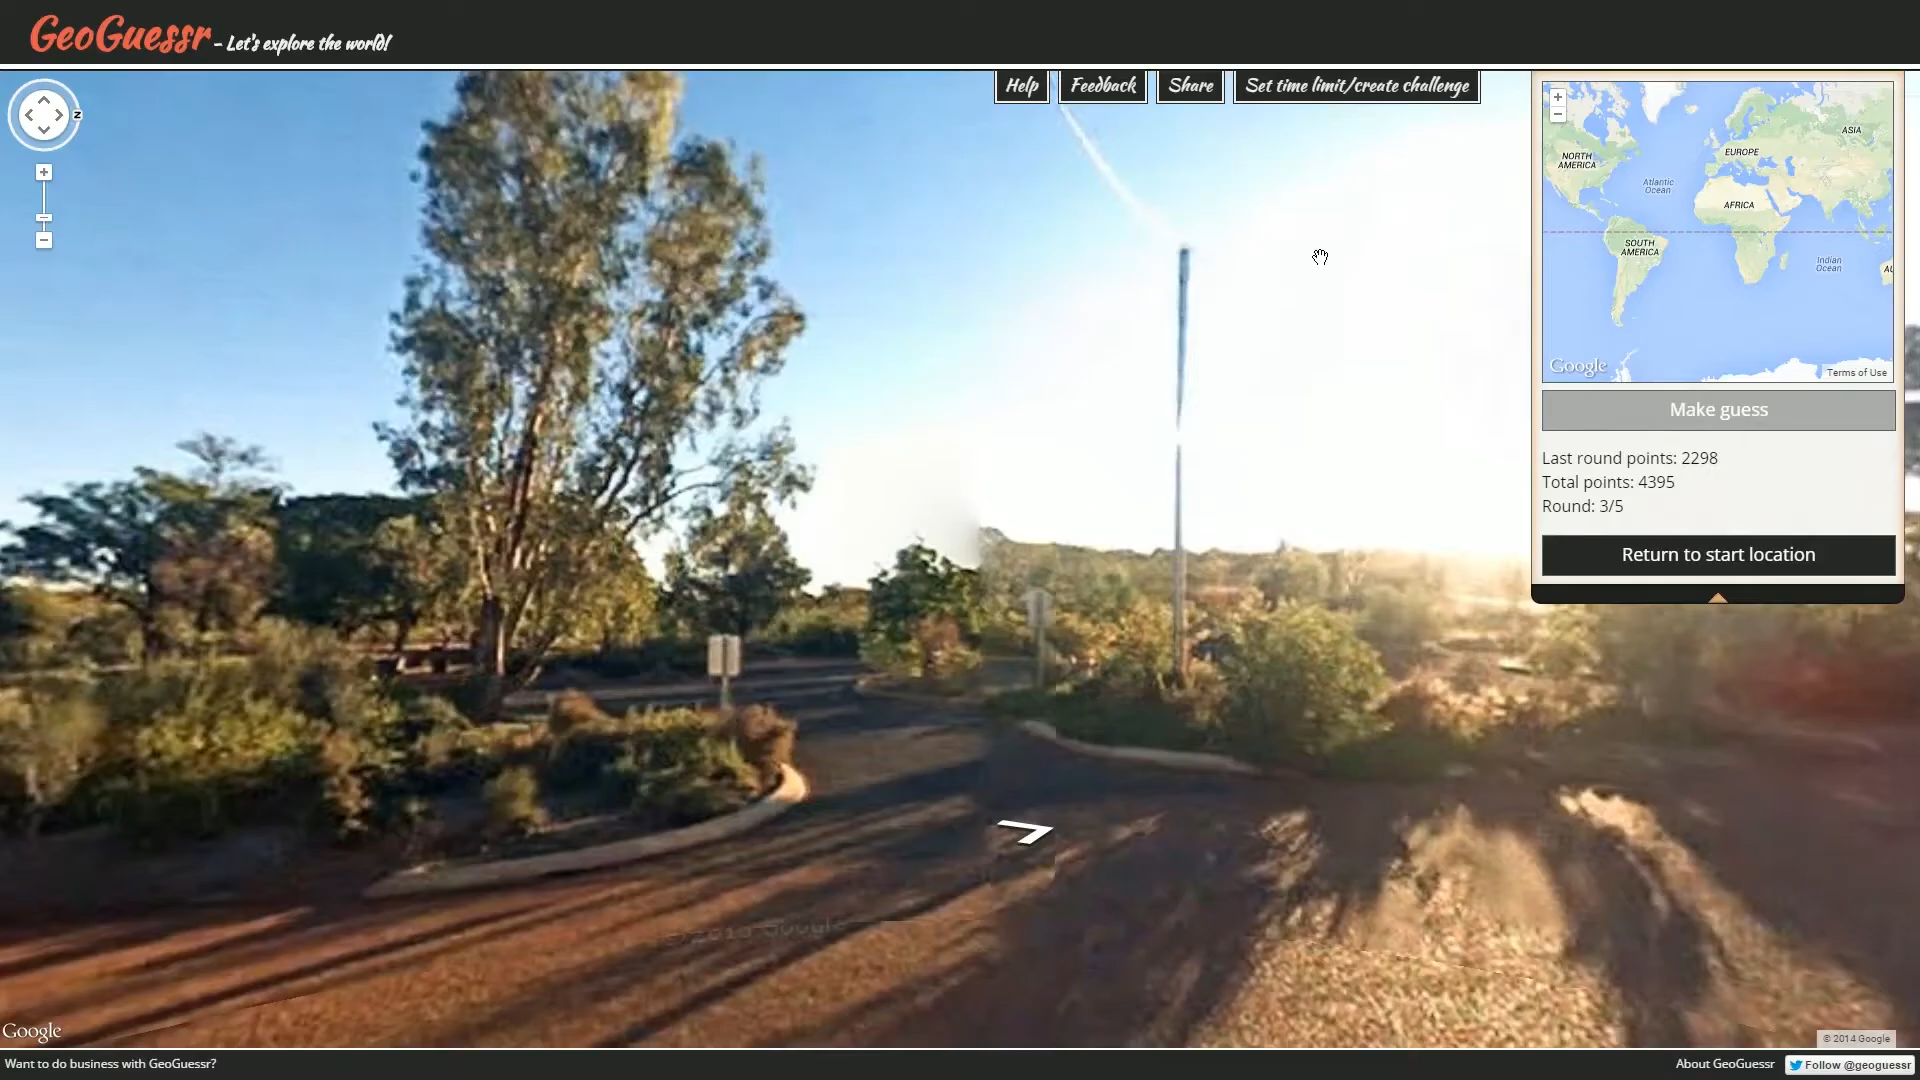 GeoGuessr - Let's explore the world!
Help
Feedback
Share
Set time limit/create challenge
Z
NORTH
AMERICA
ASIA
EUROPE
Atlantic
Ocean
AFRICA
SOUTH
AMERICA
Indian
Ocean
AU
Google
Terms of Use
Make guess
Last round points: 2298
Total points: 4395
Round: 3/5
Return to start location
© 2013 Google
Google
© 2014 Google
Want to do business with GeoGuessr?
About GeoGuessr
Follow @geoguessr